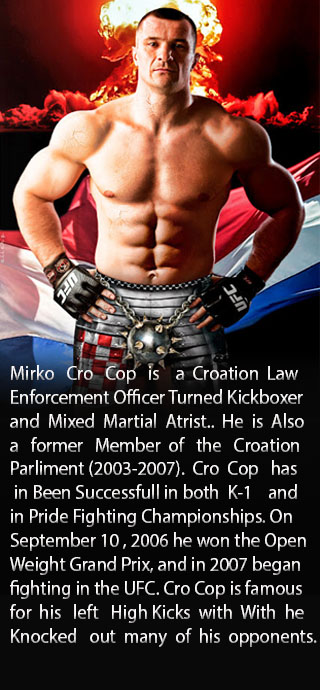 UFC
UFC
Mirko Cro Cop is a Croation Law
Enforcement Officer Turned Kickboxer
and Mixed Martial Atrist.. He is Also
a former Member of the Croation
Parliment (2003-2007). Cro Cop has
in Been Successfull in both K-1 and
in Pride Fighting Championships. On
September 10 , 2006 he won the Open
Weight Grand Prix, and in 2007 began
fighting in the UFC. Cro Cop is famous
for his left High Kicks with With he
Knocked out many of his opponents.